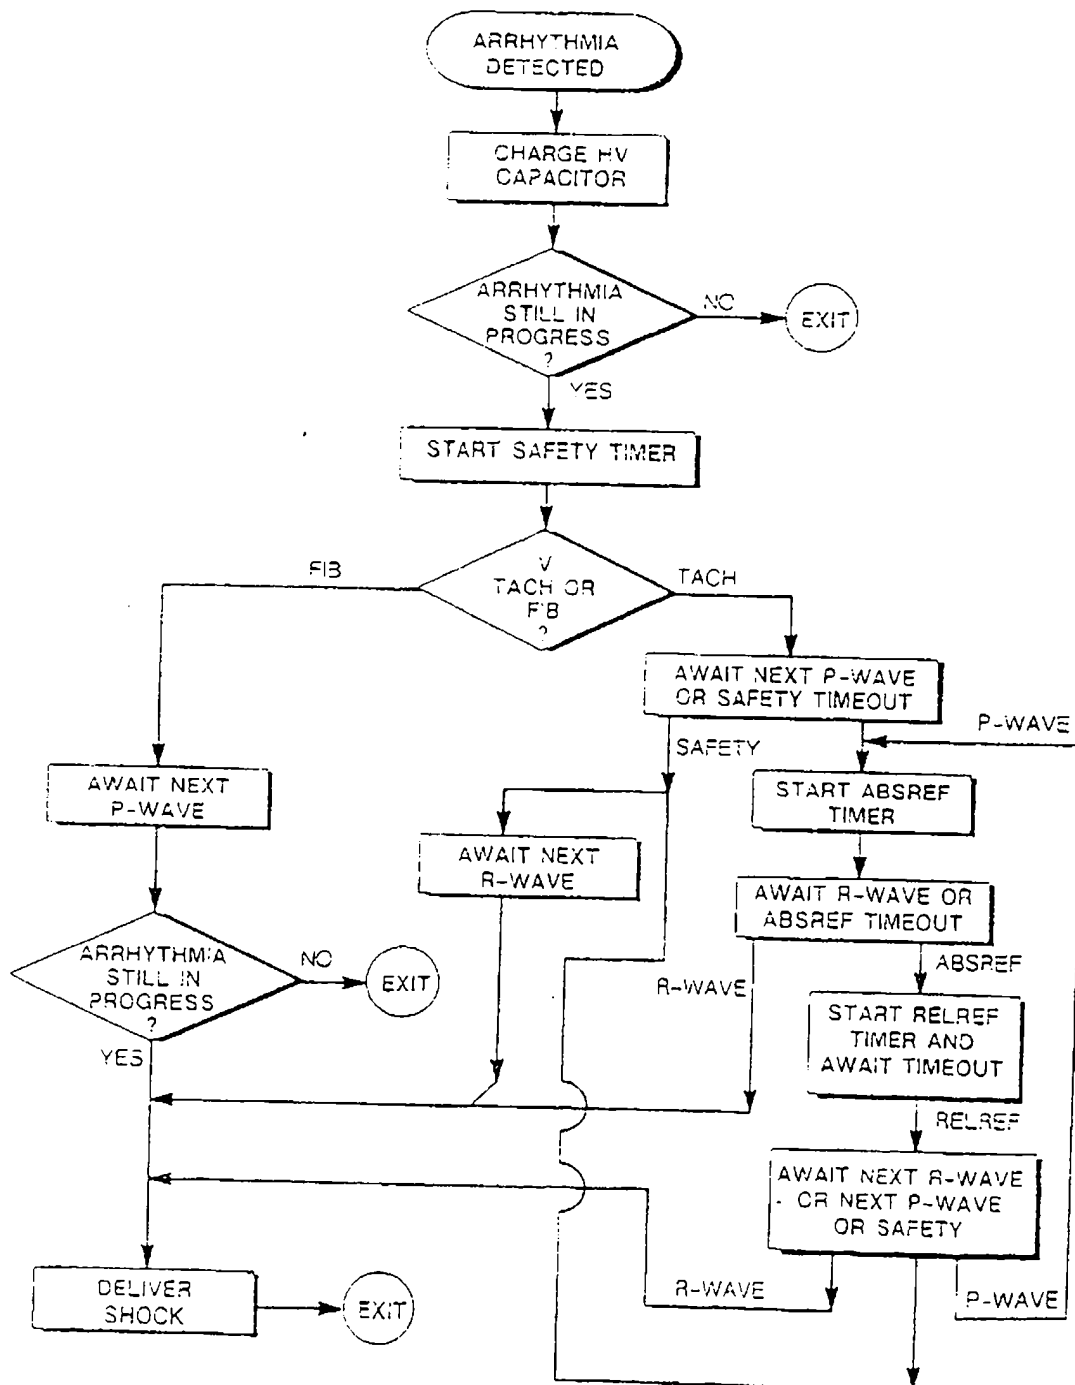 ARRHYTHMIA
DETECTED
CHARGE HV
CAPACITOR
ARRHYTHMIA
STILL IN
PROGRESS
?
NO
EXIT
YES
START SAFETY TIMER
V
TACH OR
FIB
?
FIB
TACH
AWAIT NEXT P-WAVE
OR SAFETY TIMEOUT
P-WAVE
SAFETY
AWAIT NEXT
P-WAVE
START ABSREF
TIMER
AWAIT NEXT
R-WAVE
AWAIT R-WAVE OR
ABSREF TIMEOUT
ARRHYTHMIA
STILL IN
PROGRESS
?
NO
EXIT
R-WAVE
ABSREF
START RELREF
TIMER AND
AWAIT TIMEOUT
YES
RELREF
AWAIT NEXT R-WAVE
OR NEXT P-WAVE
OR SAFETY
DELIVER
SHOCK
EXIT
R-WAVE
P-WAVE